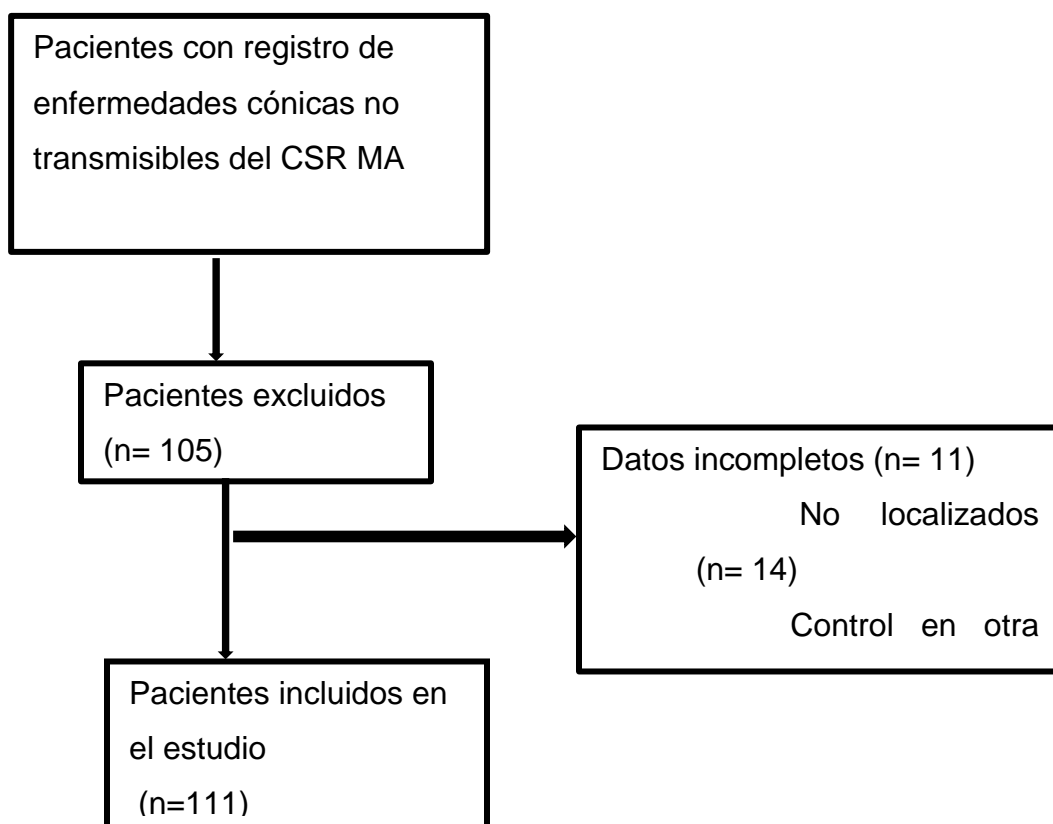 Pacientes con registro de
enfermedades cónicas no
transmisibles del CSR MA
Pacientes excluidos
(n= 105)
Datos incompletos (n= 11)
No localizados
(n= 14)
Control en otra
Pacientes incluidos en
el estudio
(n=111)